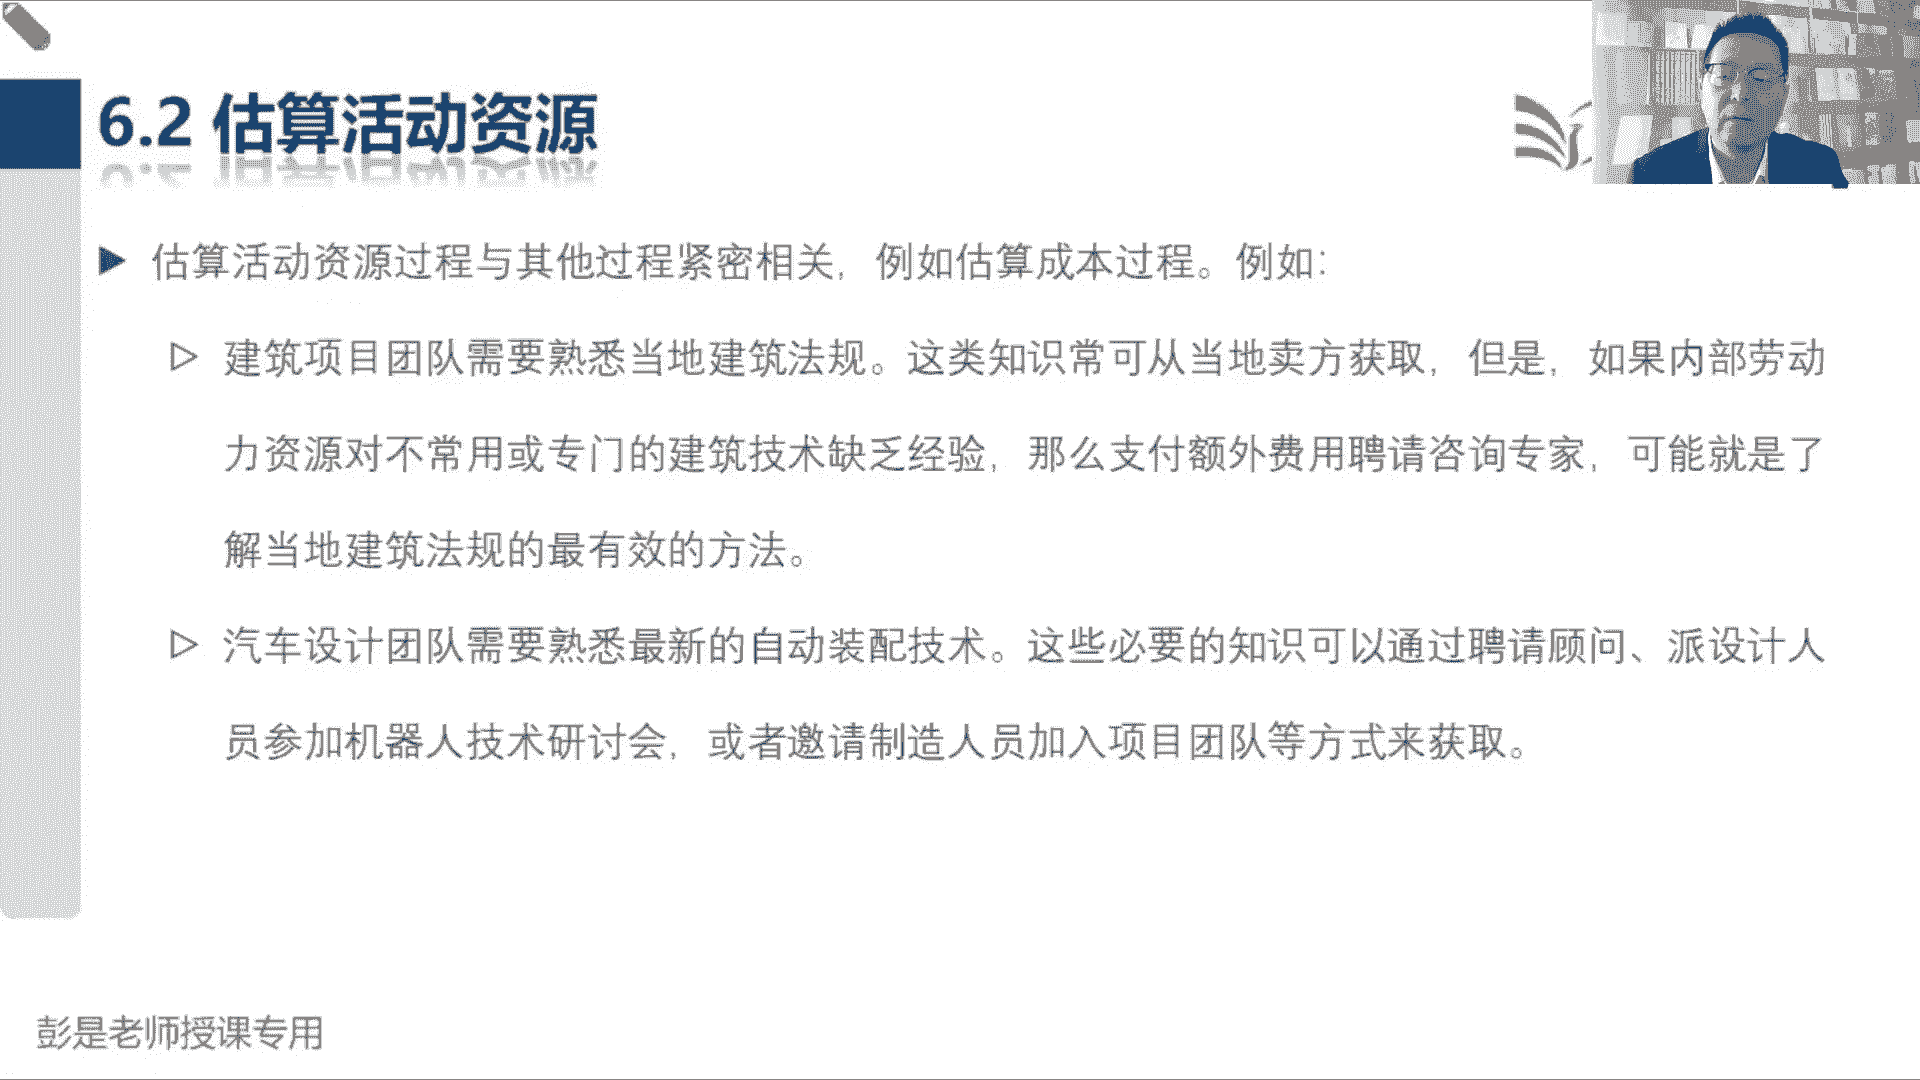 6.2 估算活动资源
估算活动资源过程与其他过程紧密相关，例如估算成本过程。例如：
建筑项目团队需要熟悉当地建筑法规。这类知识常可从当地卖方获取，但是，如果内部劳动
力资源对不常用或专门的建筑技术缺乏经验，那么支付额外费用聘请咨询专家，可能就是了
解当地建筑法规的最有效的方法。
汽车设计团队需要熟悉最新的自动装配技术。这些必要的知识可以通过聘请顾问、派设计人
员参加机器人技术研讨会，或者邀请制造人员加入项目团队等方式来获取。
彭是老师授课专用